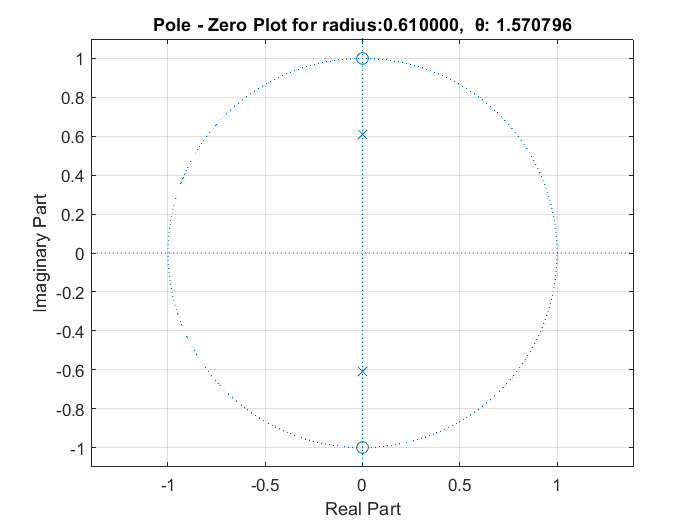 Pole - Zero Plot for radius:0.610000,  θ: 1.570796
1
0.8
0.6
0.4
0.2
0
-0.2
-0.4
-0.6
-0.8
-1
Imaginary Part
-1 -0.5 0 0.5 1
Real Part